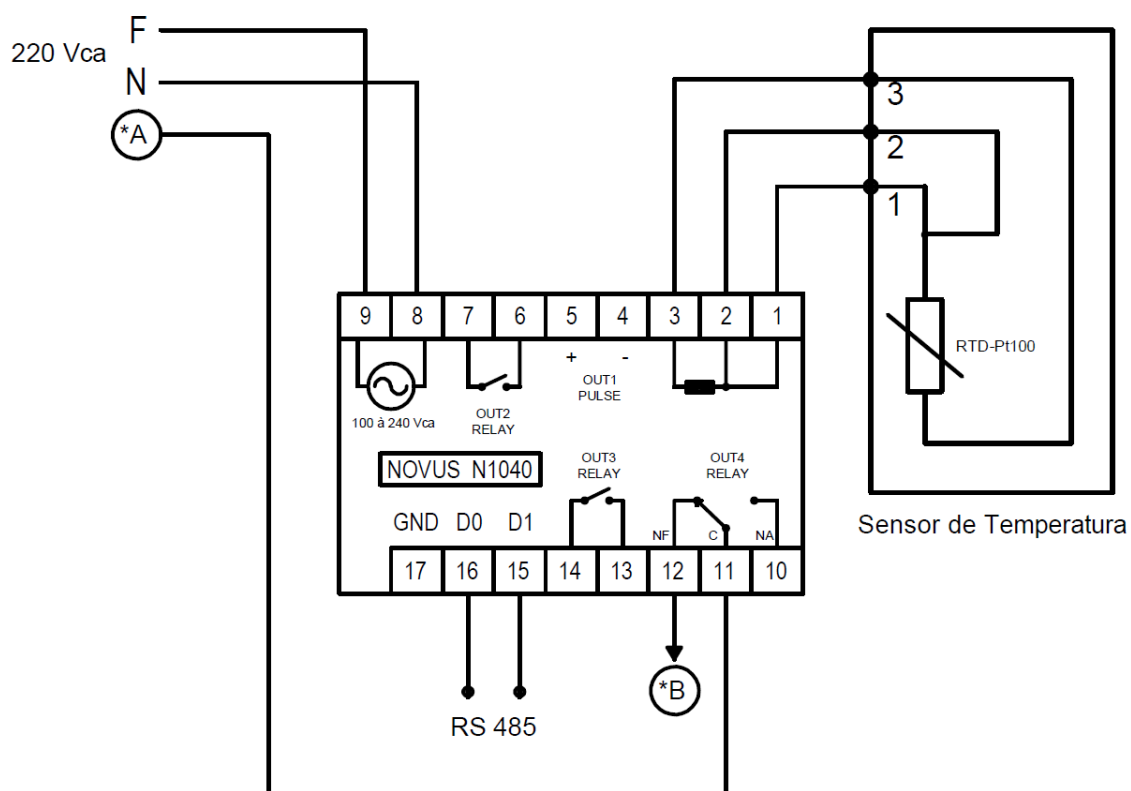 F
220 Vca
N
*A
3
2
1
9 8 7 6 5 4 3 2 1
+ -
OUT1
PULSE
100 à 240 Vca
OUT2
RELAY
RTD-Pt100
NOVUS N1040
OUT3
RELAY
OUT4
RELAY
GND D0 D1
NF C NA
17 16 15 14 13 12 11 10
Sensor de Temperatura
*B
RS 485